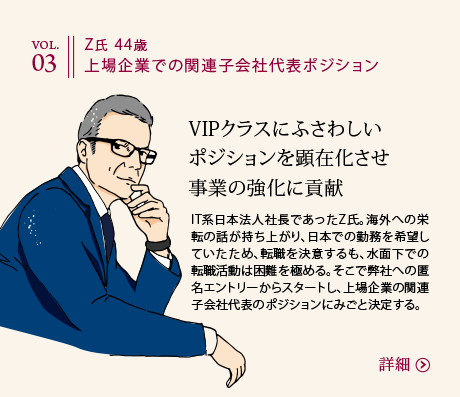 VOL.
03
Z氏 44歳
上場企業での関連子会社代表ポジション
VIPクラスにふさわしい
ポジションを顕在化させ
事業の強化に貢献
IT系日本法人社長であったZ氏。海外への栄
転の話が持ち上がり、日本での勤務を希望し
ていたため、転職を決意するも、水面下での
転職活動は困難を極める。そこで弊社への匿
名エントリーからスタートし、上場企業の関連
子会社代表のポジションにみごと決定する。
詳細